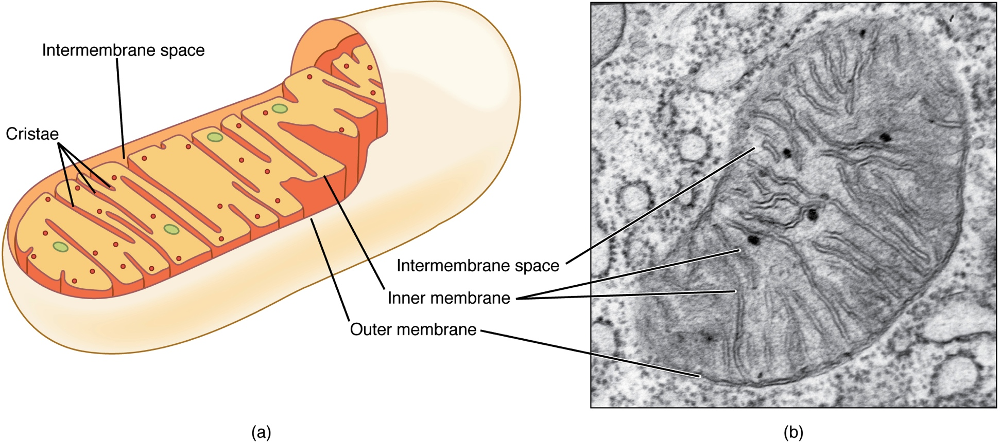 Intermembrane space
Cristae
Intermembrane space
Inner membrane
Outer membrane
(a)
(b)